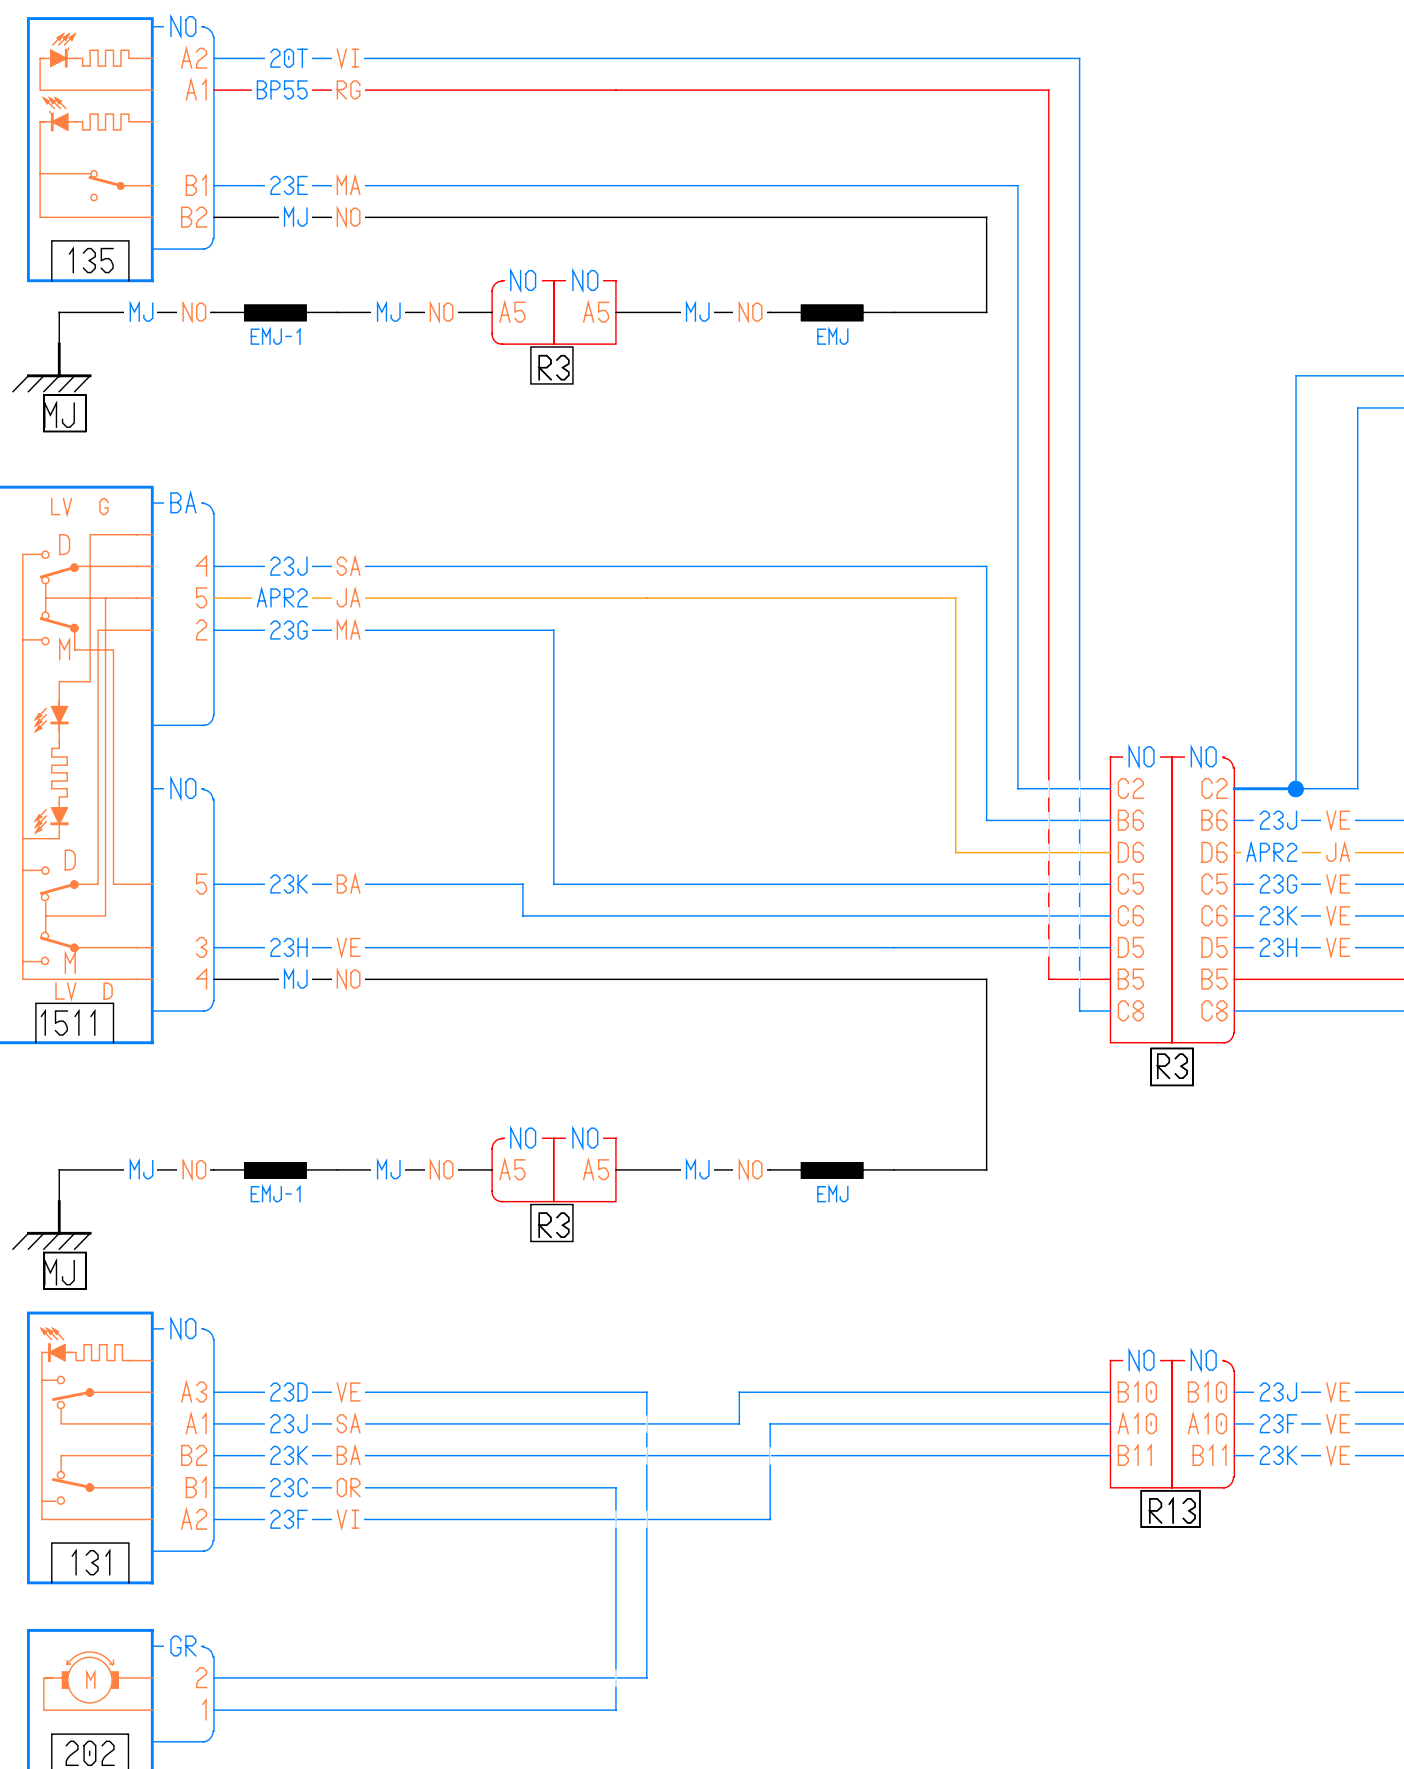 NO
A2 20T VI
A1 BP55 RG
B1 23E MA
B2 MJ NO
135
NO NO
MJ NO MJ NO A5 A5 MJ NO
EMJ-1 EMJ
R3
MJ
LV G BA
D
4 23J SA
5 APR2 JA
2 23G MA
M
NO NO
NO
C2 C2
B6 B6 23J VE
D6 D6 APR2 JA
D
5 23K BA C5 C5 23G VE
C6 C6 23K VE
3 23H VE D5 D5 23H VE
M
4 MJ NO B5 B5
LV D
C8 C8
1511
R3
NO NO
MJ NO MJ NO A5 A5 MJ NO
EMJ-1 EMJ
R3
MJ
NO
NO NO
A3 23D VE B10 B10 23J VE
A1 23J SA A10 A10 23F VE
B2 23K BA B11 B11 23K VE
B1 23C OR
R13
A2 23F VI
131
GR
M 2
1
202